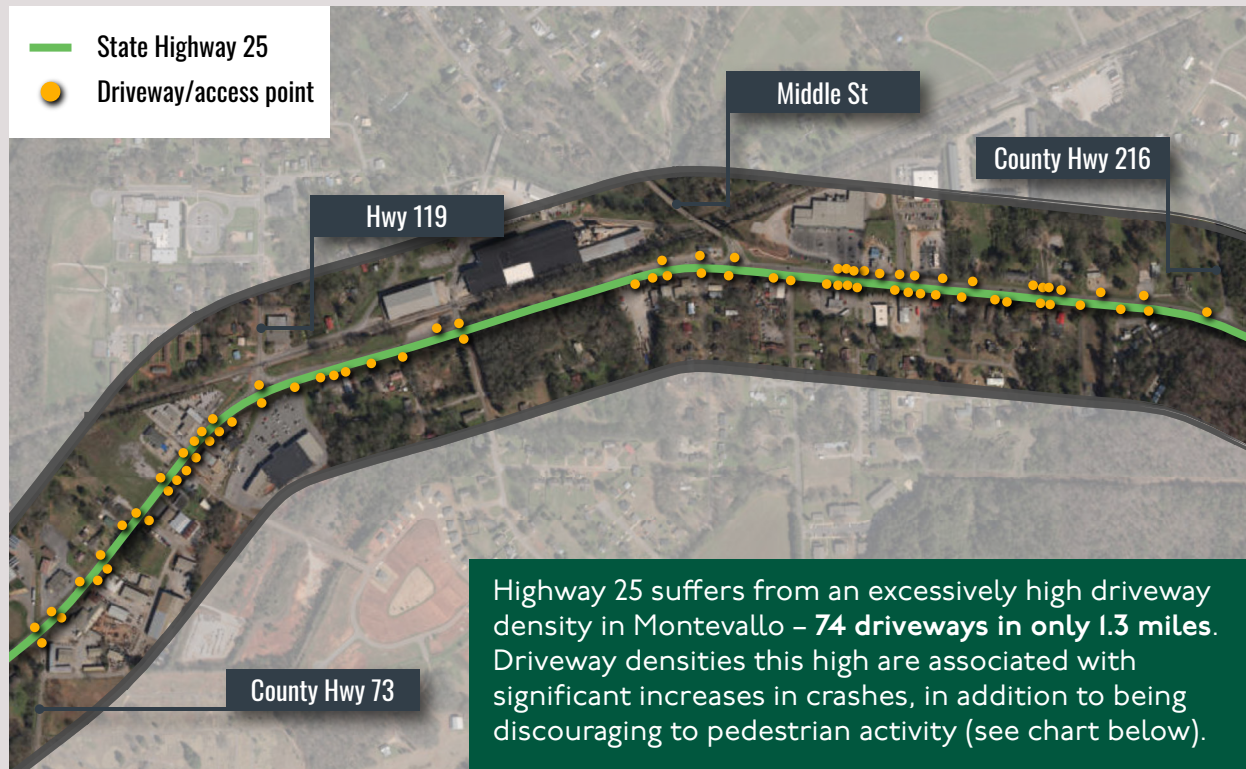 State Highway 25
Driveway/access point
Middle St
County Hwy 216
Hwy 119
County Hwy 73
Highway 25 suffers from an excessively high driveway
density in Montevallo – 74 driveways in only 1.3 miles.
Driveway densities this high are associated with
significant increases in crashes, in addition to being
discouraging to pedestrian activity (see chart below).